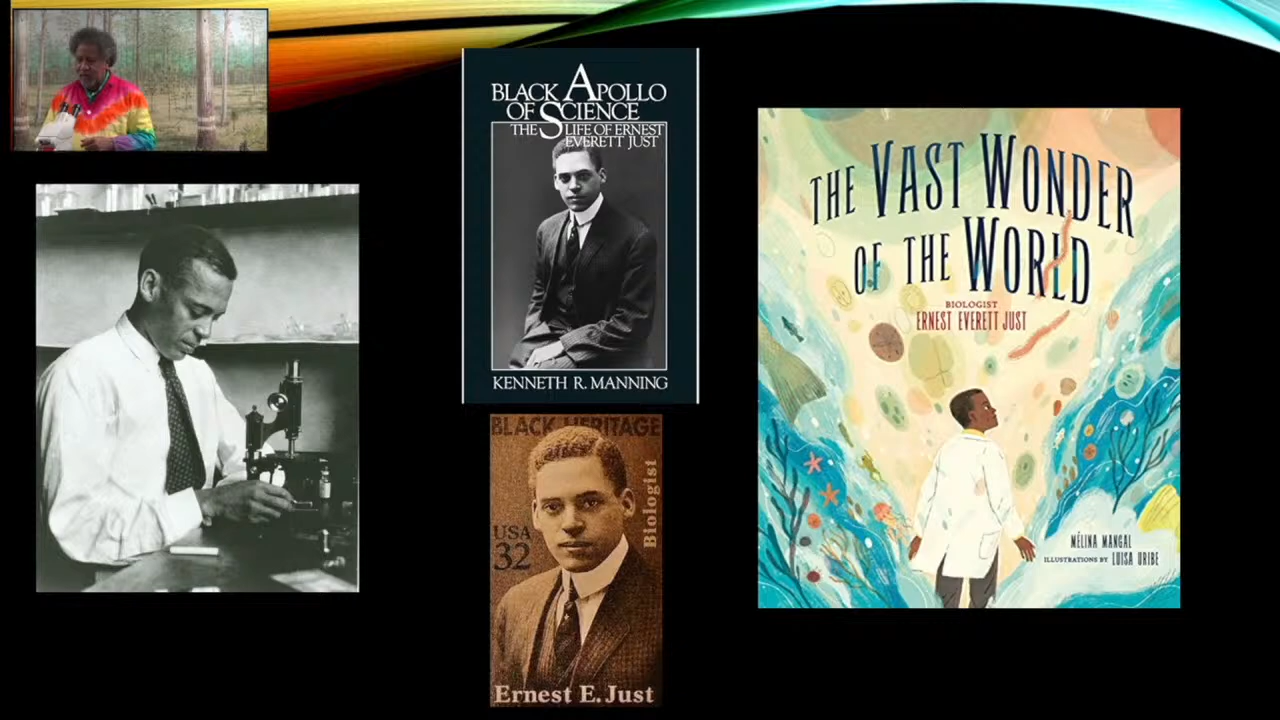 BLACK APOLLO
OF SCIENCE
THE LIFE OF ERNEST
EVERETT JUST
KENNETH R. MANNING
BLACK HERITAGE
Biologist
USA
32
Ernest E. Just
THE VAST WONDER
OF THE WORLD
BIOLOGIST
ERNEST EVERETT JUST
MÉLINA MANGAL
ILLUSTRATIONS BY LUISA URIBE